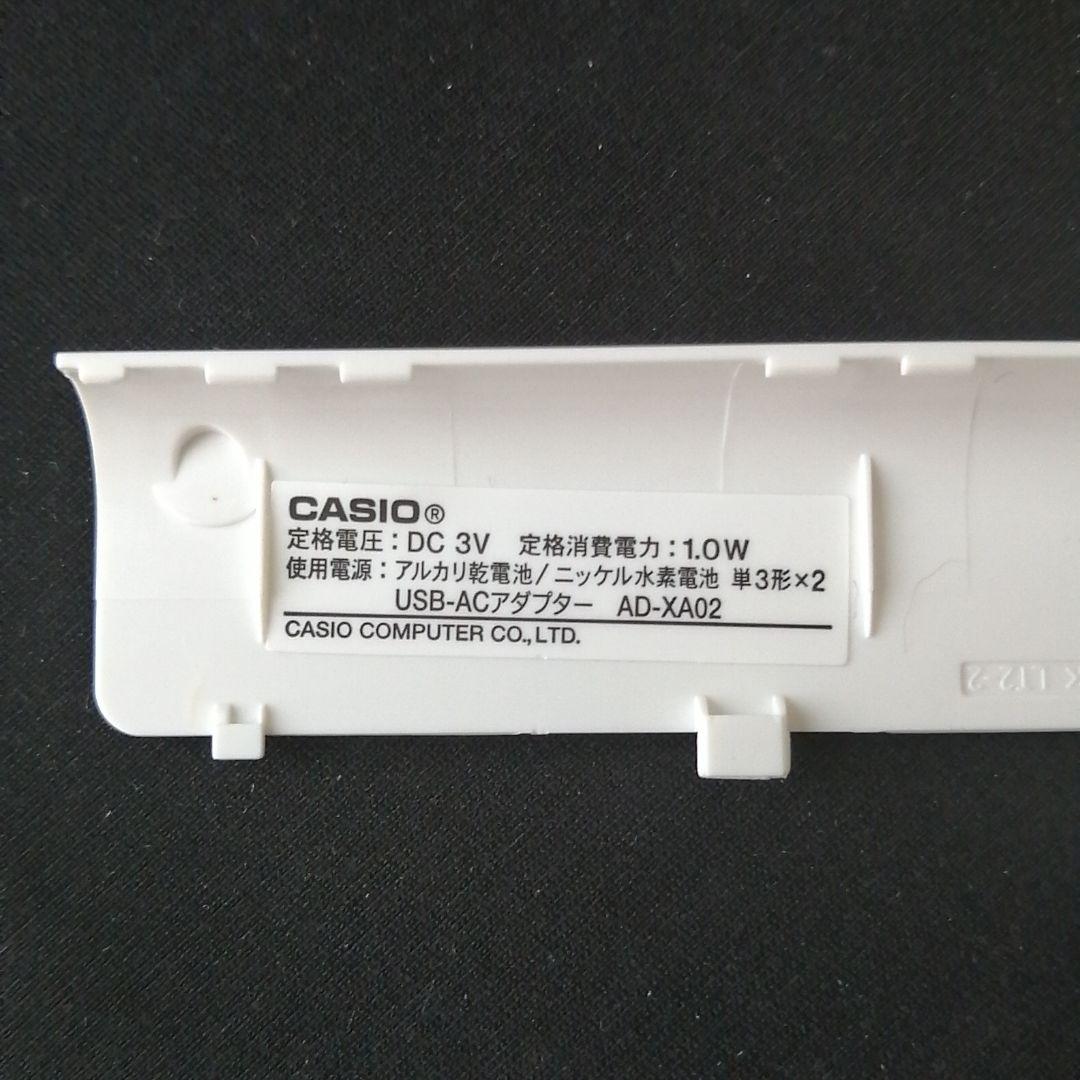 CASIO®
定格電圧：DC 3V 定格消費電力：1.0W
使用電源：アルカリ乾電池/ニッケル水素電池 単3形×2
USB-ACアダプター AD-XA02
CASIO COMPUTER CO.,LTD.